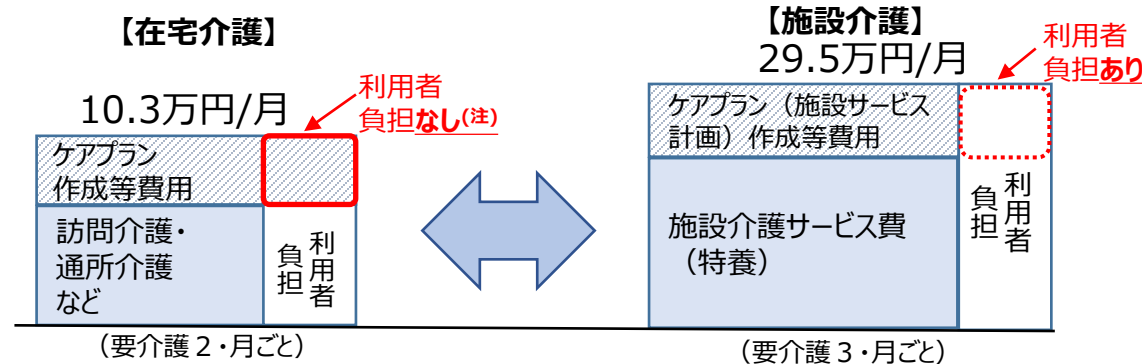 【在宅介護】
10.3万円/月
利用者
負担なし(注)
ケアプラン
作成等費用
訪問介護・
通所介護
など
利用者
負担
（要介護２・月ごと）
【施設介護】
29.5万円/月
利用者
負担あり
ケアプラン（施設サービス
計画）作成等費用
施設介護サービス費
（特養）
利用者
負担
（要介護３・月ごと）